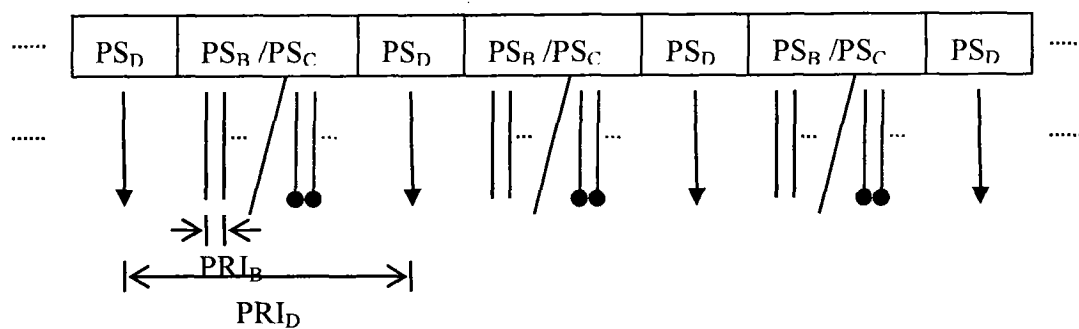 ...... PS_D PS_B /PS_C PS_D PS_B /PS_C PS_D PS_B /PS_C PS_D ......
...... ... ... ... ... ... ... ......
PRI_B
PRI_D